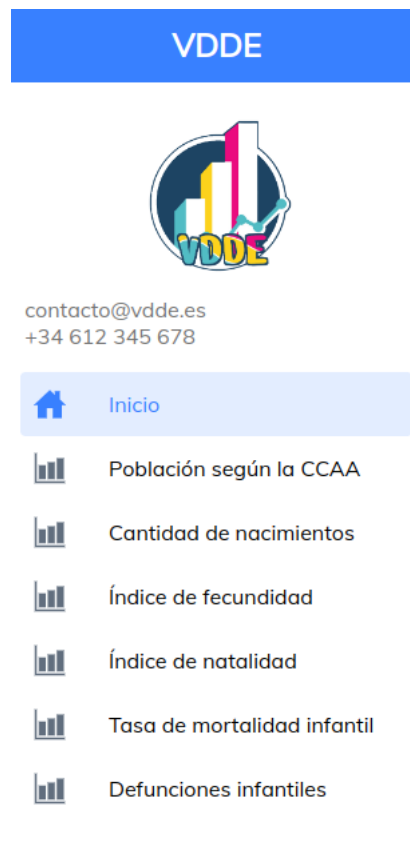 VDDE
VDDE
contacto@vdde.es
+34 612 345 678
Inicio
Población según la CCAA
Cantidad de nacimientos
Índice de fecundidad
Índice de natalidad
Tasa de mortalidad infantil
Defunciones infantiles